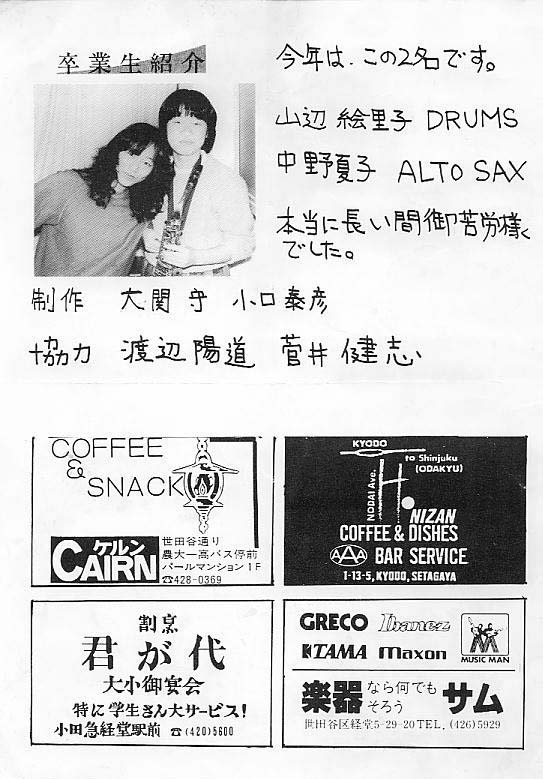 卒業生紹介
今年は、この2名です。
山辺 絵里子 DRUMS
中野夏子 ALTO SAX
本当に長い間御苦労様
でした。
制作 大関守 小口泰彦
協力 渡辺陽道 菅井健志
COFFEE
&
SNACK
ケルン
CAIRN
世田谷通り
農大一高バス停前
パールマンション1F
☎428-0369
KYODO
to Shinjuku
(ODAKYU)
NODAI Ave.
H.
NIZAN
COFFEE & DISHES
AAA BAR SERVICE
1-13-5, KYODO, SETAGAYA
割烹
君が代
大小御宴会
特に学生さん大サービス!
小田急経堂駅前 ☎(420)5600
GRECO Ibanez
TAMA maxon
MUSIC MAN
楽器なら何でもそろう サム
世田谷区経堂5-29-20 TEL. (426)5929